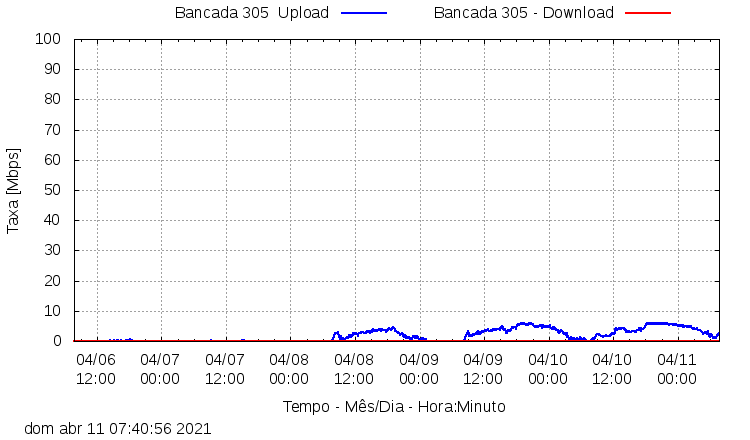 Bancada 305  Upload
Bancada 305 - Download
100
90
80
70
60
50
40
30
20
10
0
Taxa [Mbps]
04/06 04/07 04/07 04/08 04/08 04/09 04/09 04/10 04/10 04/11
12:00 00:00 12:00 00:00 12:00 00:00 12:00 00:00 12:00 00:00
Tempo - Mês/Dia - Hora:Minuto
dom abr 11 07:40:56 2021